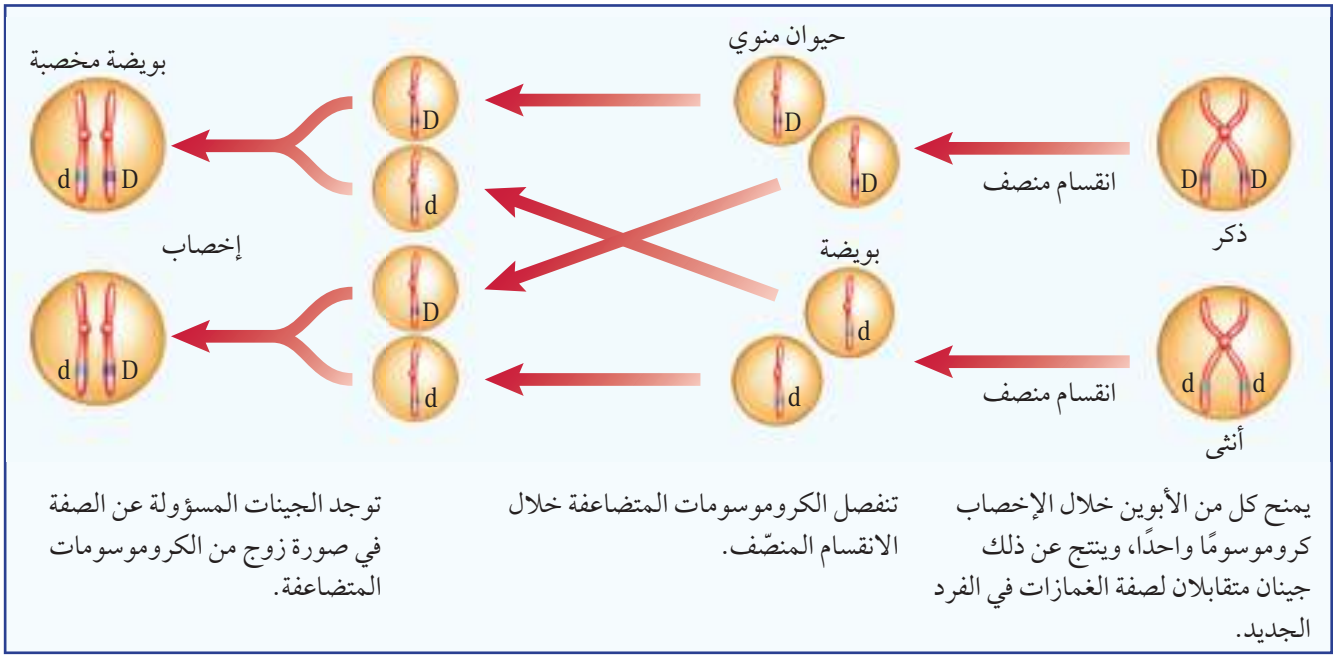 ذكر
D D
انقسام منصف
حيوان منوي
D
D
D
d
بويضة مخصبة
d D
إخصاب
أنثى
d d
انقسام منصف
بويضة
d
d
D
d
d D
يمنح كل من الأبوين خلال الإخصاب
كروموسومًا واحدًا، وينتج عن ذلك
جينان متقابلان لصفة الغمازات في الفرد
الجديد.
تنفصل الكروموسومات المتضاعفة خلال
الانقسام المنصّف.
توجد الجينات المسؤولة عن الصفة
في صورة زوج من الكروموسومات
المتضاعفة.